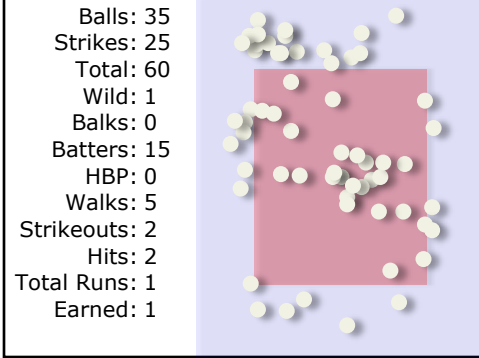 Balls: 35
Strikes: 25
Total: 60
Wild: 1
Balks: 0
Batters: 15
HBP: 0
Walks: 5
Strikeouts: 2
Hits: 2
Total Runs: 1
Earned: 1